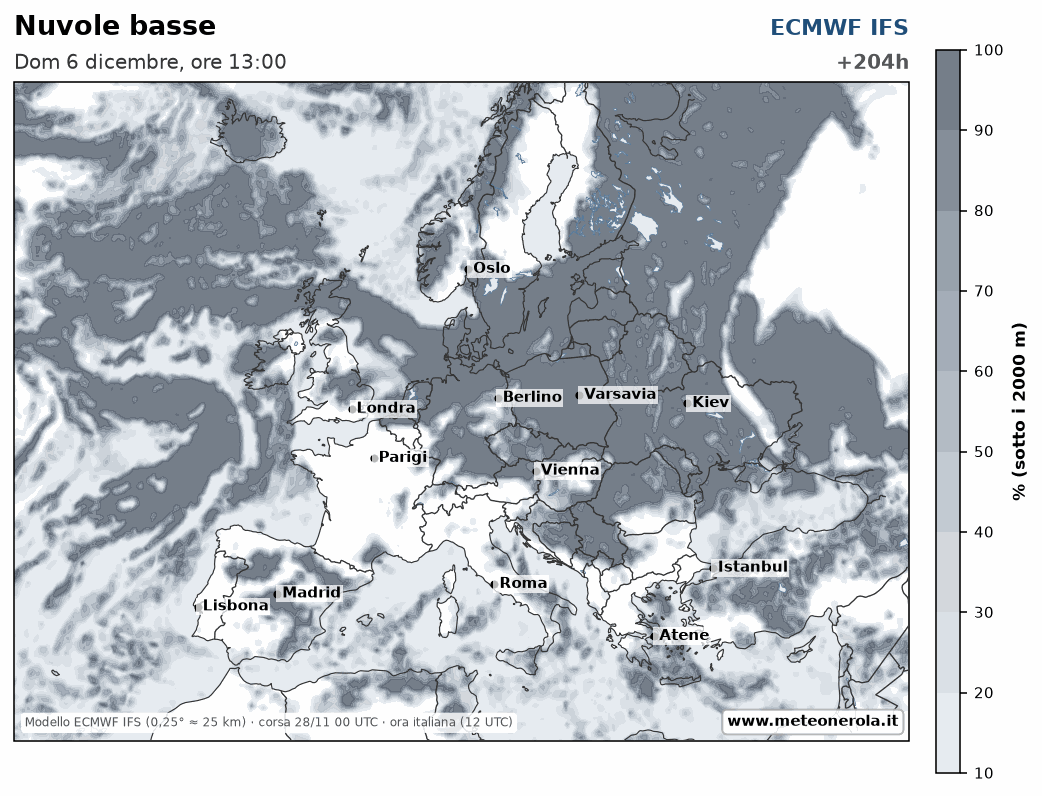 Nuvole basse
ECMWF IFS
Dom 6 dicembre, ore 13:00
+204h
100
90
80
70
60
50
40
30
20
10
% (sotto i 2000 m)
Oslo
Londra
Berlino
Varsavia
Kiev
Parigi
Vienna
Istanbul
Roma
Madrid
Lisbona
Atene
Modello ECMWF IFS (0,25° ≈ 25 km) · corsa 28/11 00 UTC · ora italiana (12 UTC)
www.meteonerola.it